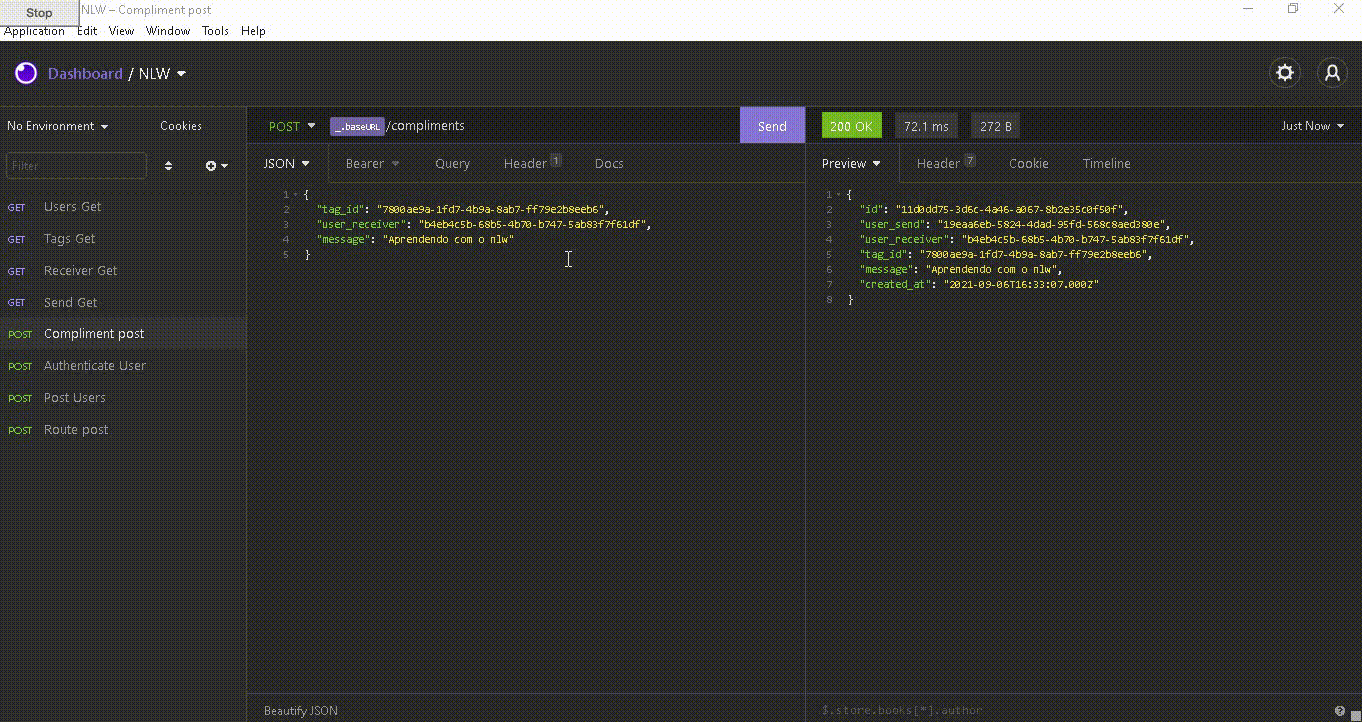 Stop
NLW – Compliment post
Application Edit View Window Tools Help
Dashboard / NLW
No Environment Cookies
POST _.baseURL /compliments Send
200 OK 72.1 ms 272 B Just Now
Filter
JSON Bearer Query Header 1 Docs
Preview Header 7 Cookie Timeline
GET Users Get
GET Tags Get
GET Receiver Get
GET Send Get
POST Compliment post
POST Authenticate User
POST Post Users
POST Route post
1 {
2 "tag_id": "7800ae9a-1fd7-4b9a-8ab7-ff79e2b8eeb6",
3 "user_receiver": "b4eb4c5b-68b5-4b70-b747-5ab83f7f61df",
4 "message": "Aprendendo com o nlw"
5 }
1 {
2 "id": "11d0dd75-3d6c-4a46-a067-8b2e35c0f50f",
3 "user_send": "19eaa6eb-5824-4dad-95fd-568c8aed380e",
4 "user_receiver": "b4eb4c5b-68b5-4b70-b747-5ab83f7f61df",
5 "tag_id": "7800ae9a-1fd7-4b9a-8ab7-ff79e2b8eeb6",
6 "message": "Aprendendo com o nlw",
7 "created_at": "2021-09-06T16:33:07.000Z"
8 }
Beautify JSON
$.store.books[*].author